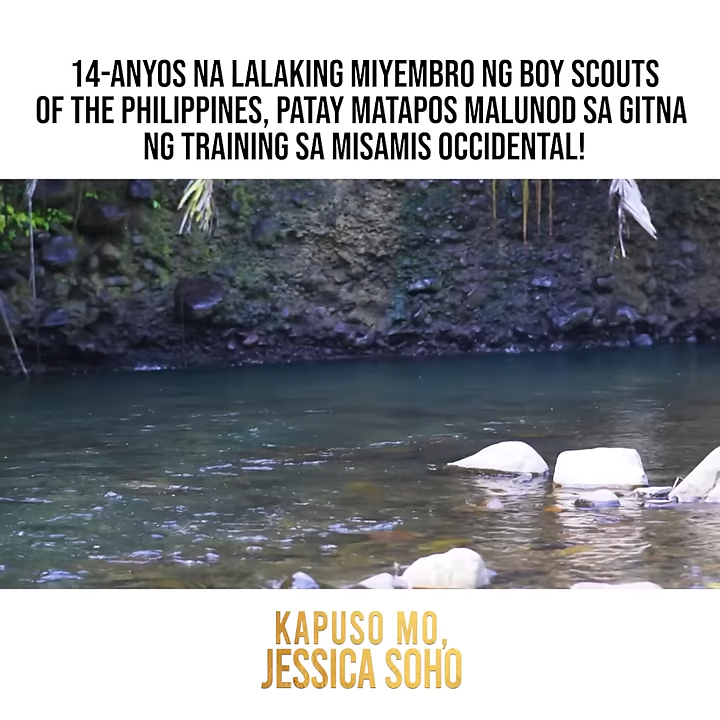 14-ANYOS NA LALAKING MIYEMBRO NG BOY SCOUTS
OF THE PHILIPPINES, PATAY MATAPOS MALUNOD SA GITNA
NG TRAINING SA MISAMIS OCCIDENTAL!
KAPUSO MO,
JESSICA SOHO